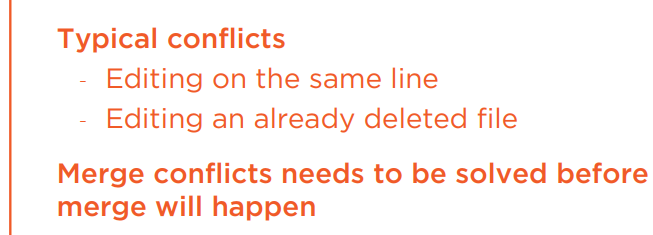 Typical conflicts
- Editing on the same line
- Editing an already deleted file
Merge conflicts needs to be solved before
merge will happen